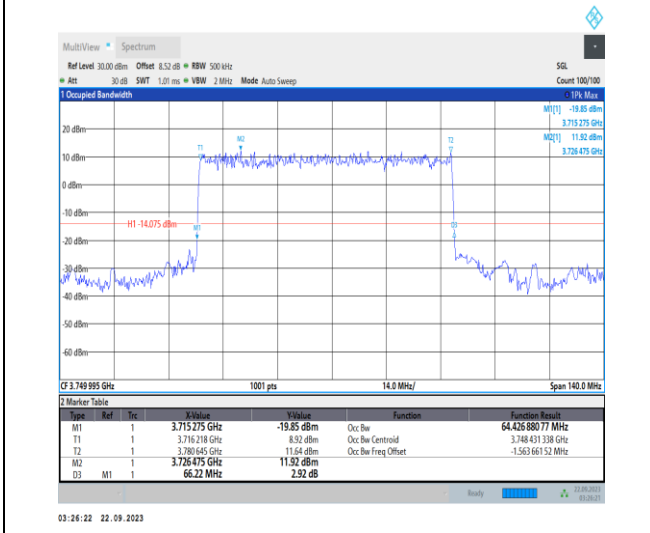 MultiView Spectrum
Ref Level 30.00 dBm Offset 8.52 dB RBW 500 kHz SGL
Att 30 dB SWT 1.01 ms VBW 2 MHz Mode Auto Sweep Count 100/100
1 Occupied Bandwidth 1Pk Max
M1[1] -19.85 dBm
3.715 275 GHz
M2[1] 11.92 dBm
3.726 475 GHz
20 dBm
M2
T2
T1
10 dBm
0 dBm
-10 dBm
H1 -14.075 dBm
M1
D3
-20 dBm
-30 dBm
-40 dBm
-50 dBm
-60 dBm
CF 3.749 995 GHz 1001 pts 14.0 MHz/ Span 140.0 MHz
2 Marker Table
Type Ref Trc X-Value Y-Value Function Function Result
M1 1 3.715 275 GHz -19.85 dBm Occ Bw 64.426 880 77 MHz
T1 1 3.716 218 GHz 8.92 dBm Occ Bw Centroid 3.748 431 338 GHz
T2 1 3.780 645 GHz 11.64 dBm Occ Bw Freq Offset -1.563 661 52 MHz
M2 1 3.726 475 GHz 11.92 dBm
D3 M1 1 66.22 MHz 2.92 dB
Ready 22.09.2023
03:26:21
03:26:22 22.09.2023